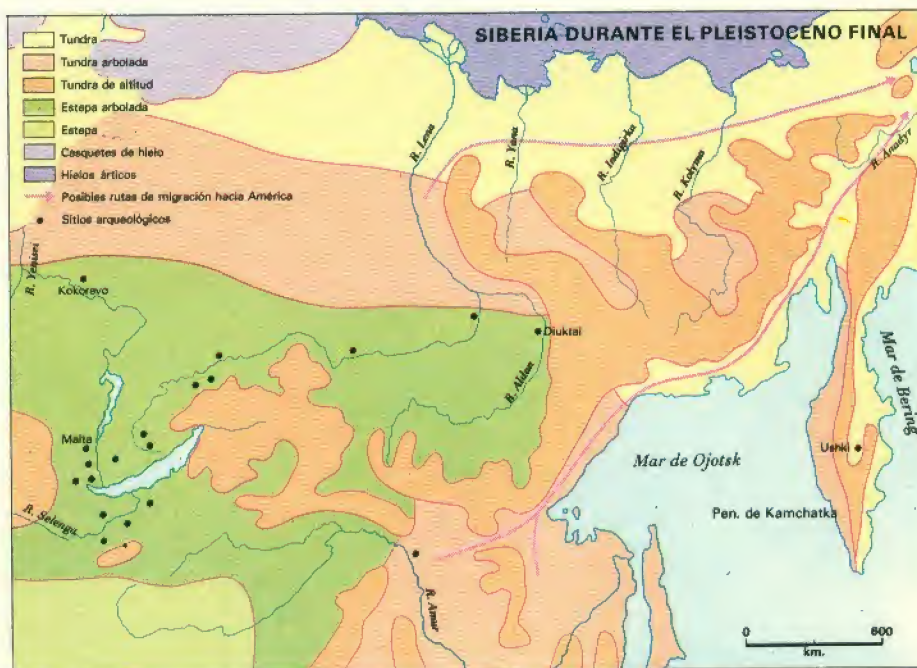 SIBERIA DURANTE EL PLEISTOCENO FINAL
Tundra
Tundra arbolada
Tundra de altitud
Estepa arbolada
Estepa
Casquetes de hielo
Hielos árticos
Posibles rutas de migración hacia América
Sitios arqueológicos
R. Lena
R. Yana
R. Indigirka
R. Kolyma
R. Anadyr
R. Yenisei
Kokorevo
Diuktai
R. Aldan
Mar de Bering
Malta
Ushki
Mar de Ojotsk
R. Selenga
Pen. de Kamchatka
R. Amur
0 600
km.